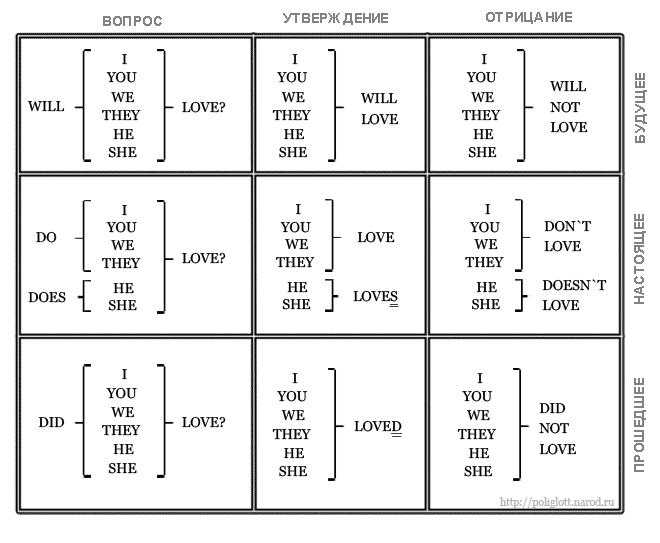 ВОПРОС
УТВЕРЖДЕНИЕ
ОТРИЦАНИЕ
WILL
I
YOU
WE
THEY
HE
SHE
LOVE?
I
YOU
WE
THEY
HE
SHE
WILL
LOVE
I
YOU
WE
THEY
HE
SHE
WILL
NOT
LOVE
БУДУЩЕЕ
DO
I
YOU
WE
THEY
DOES
HE
SHE
LOVE?
I
YOU
WE
THEY
LOVE
HE
SHE
LOVES
I
YOU
WE
THEY
DON`T
LOVE
HE
SHE
DOESN`T
LOVE
НАСТОЯЩЕЕ
DID
I
YOU
WE
THEY
HE
SHE
LOVE?
I
YOU
WE
THEY
HE
SHE
LOVED
I
YOU
WE
THEY
HE
SHE
DID
NOT
LOVE
ПРОШЕДШЕЕ
http://poliglott.narod.ru